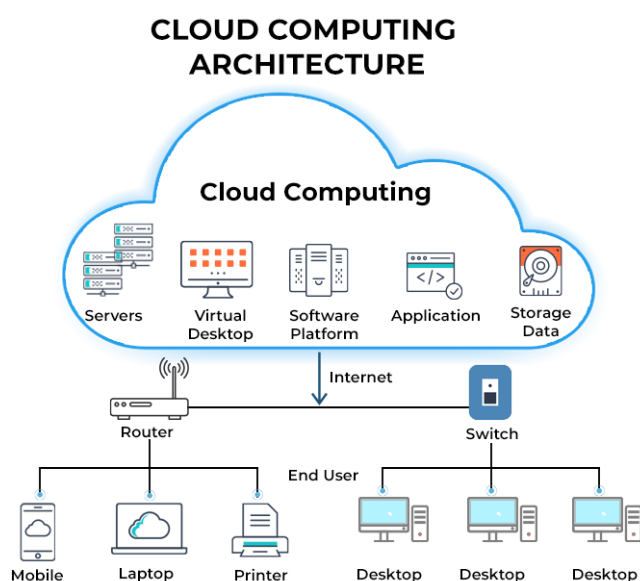 CLOUD COMPUTING
ARCHITECTURE
Cloud Computing
Servers
Virtual
Desktop
Software
Platform
Application
Storage
Data
Internet
Router
Switch
End User
Mobile
Laptop
Printer
Desktop
Desktop
Desktop